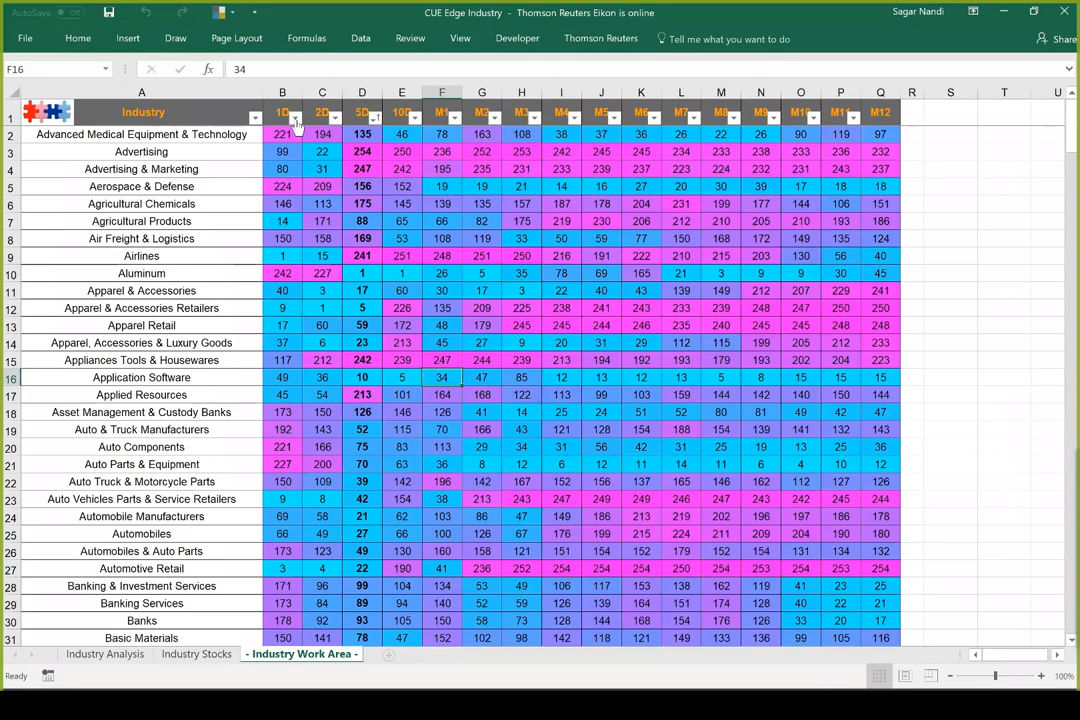 AutoSave Off CUE Edge Industry - Thomson Reuters Eikon is online Sagar Nandi
File Home Insert Draw Page Layout Formulas Data Review View Developer Thomson Reuters Tell me what you want to do Share
F16 fx 34
A B C D E F G H I J K L M N O P Q R S T U
1 Industry 1D 2D 5D 10D M1 M2 M3 M4 M5 M6 M7 M8 M9 M10 M11 M12
2 Advanced Medical Equipment & Technology 221 194 135 46 78 163 108 38 37 36 26 22 26 90 119 97
3 Advertising 99 22 254 250 236 252 253 242 245 245 234 233 238 233 236 232
4 Advertising & Marketing 80 31 247 242 195 235 231 233 239 237 223 224 232 231 243 237
5 Aerospace & Defense 224 209 156 152 19 19 21 14 16 27 20 30 39 17 18 18
6 Agricultural Chemicals 146 113 175 145 139 135 157 187 178 204 231 199 177 144 106 151
7 Agricultural Products 14 171 88 65 66 82 175 219 230 206 212 210 205 210 193 186
8 Air Freight & Logistics 150 158 169 53 108 119 33 50 59 77 150 168 172 149 135 124
9 Airlines 1 15 241 251 248 251 250 216 191 222 210 215 203 130 56 40
10 Aluminum 242 227 1 1 26 5 35 78 69 165 21 3 9 9 30 45
11 Apparel & Accessories 40 3 17 60 30 17 3 22 40 43 139 149 212 207 229 241
12 Apparel & Accessories Retailers 9 1 5 226 135 209 225 238 241 243 237 239 248 247 250 250
13 Apparel Retail 17 60 59 172 48 179 245 245 244 246 235 240 245 245 248 248
14 Apparel, Accessories & Luxury Goods 37 6 23 213 45 27 9 20 31 29 112 115 199 205 212 233
15 Appliances Tools & Housewares 117 212 242 239 247 244 239 213 194 192 193 179 193 202 204 223
16 Application Software 49 36 10 5 34 47 85 12 13 12 13 5 8 15 15 15
17 Applied Resources 45 54 213 101 164 168 122 113 99 103 159 144 142 140 150 144
18 Asset Management & Custody Banks 173 150 126 146 126 41 14 25 24 51 52 80 81 49 42 47
19 Auto & Truck Manufacturers 192 143 52 115 70 166 43 121 128 154 188 154 139 141 132 143
20 Auto Components 221 166 75 83 113 29 34 31 56 42 31 25 19 13 25 36
21 Auto Parts & Equipment 227 200 70 63 36 8 12 6 12 11 14 11 6 4 10 12
22 Auto Truck & Motorcycle Parts 150 109 39 142 196 142 167 152 156 137 165 146 162 112 127 126
23 Auto Vehicles Parts & Service Retailers 9 8 42 154 38 213 243 247 249 249 246 247 243 242 245 244
24 Automobile Manufacturers 69 58 21 62 103 86 47 149 186 213 219 202 196 197 186 178
25 Automobiles 66 49 27 66 100 126 67 176 199 215 224 211 209 204 190 180
26 Automobiles & Auto Parts 173 123 49 130 160 158 121 151 154 152 179 152 154 131 134 132
27 Automotive Retail 3 4 22 190 41 236 252 254 254 254 250 254 253 254 253 254
28 Banking & Investment Services 171 96 99 104 134 53 49 106 117 153 138 162 119 41 23 25
29 Banking Services 173 84 89 94 140 52 59 126 139 164 151 174 128 40 22 21
30 Banks 178 92 93 105 150 58 73 128 144 168 154 176 126 33 20 17
31 Basic Materials 150 141 78 47 152 102 98 142 118 121 149 133 136 99 105 116
Industry Analysis Industry Stocks - Industry Work Area -
Ready 100%